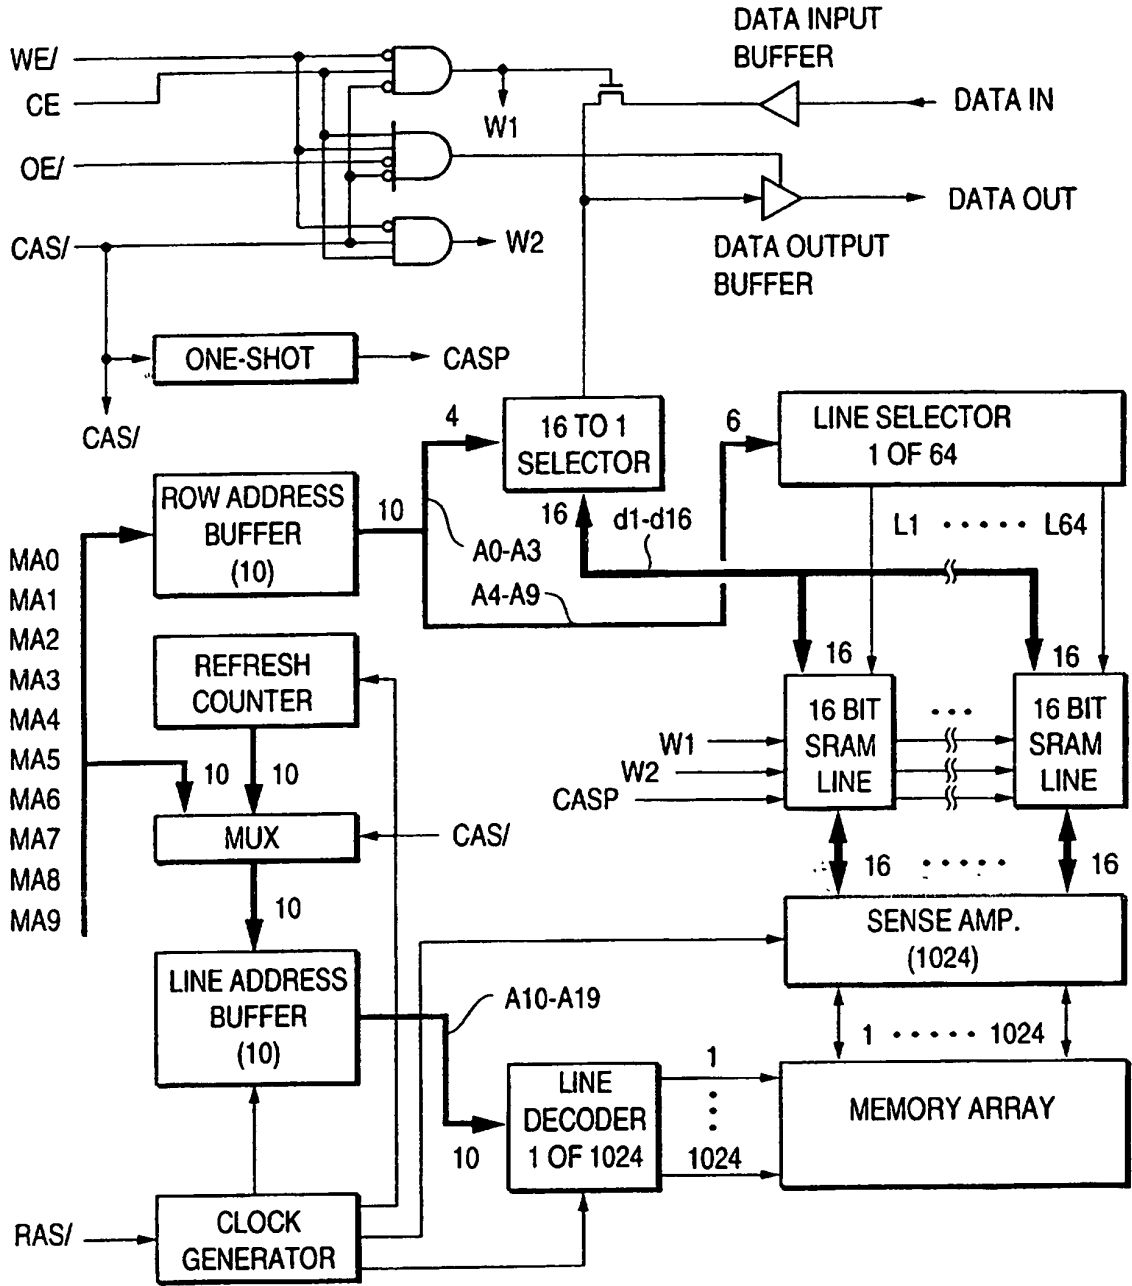 DATA INPUT
BUFFER
WE/
CE
DATA IN
W1
OE/
DATA OUT
CAS/
W2
DATA OUTPUT
BUFFER
ONE-SHOT
CASP
CAS/
4
16 TO 1
SELECTOR
6
LINE SELECTOR
1 OF 64
ROW ADDRESS
BUFFER
(10)
10
16
d1-d16
L1 ..... L64
A0-A3
A4-A9
MA0
MA1
MA2
MA3
MA4
MA5
MA6
MA7
MA8
MA9
REFRESH
COUNTER
16
16
16 BIT
SRAM
LINE
...
16 BIT
SRAM
LINE
W1
W2
CASP
10
10
MUX
CAS/
16
.....
16
10
SENSE AMP.
(1024)
LINE ADDRESS
BUFFER
(10)
A10-A19
1 ..... 1024
1
LINE
DECODER
1 OF 1024
MEMORY ARRAY
10
1024
RAS/
CLOCK
GENERATOR